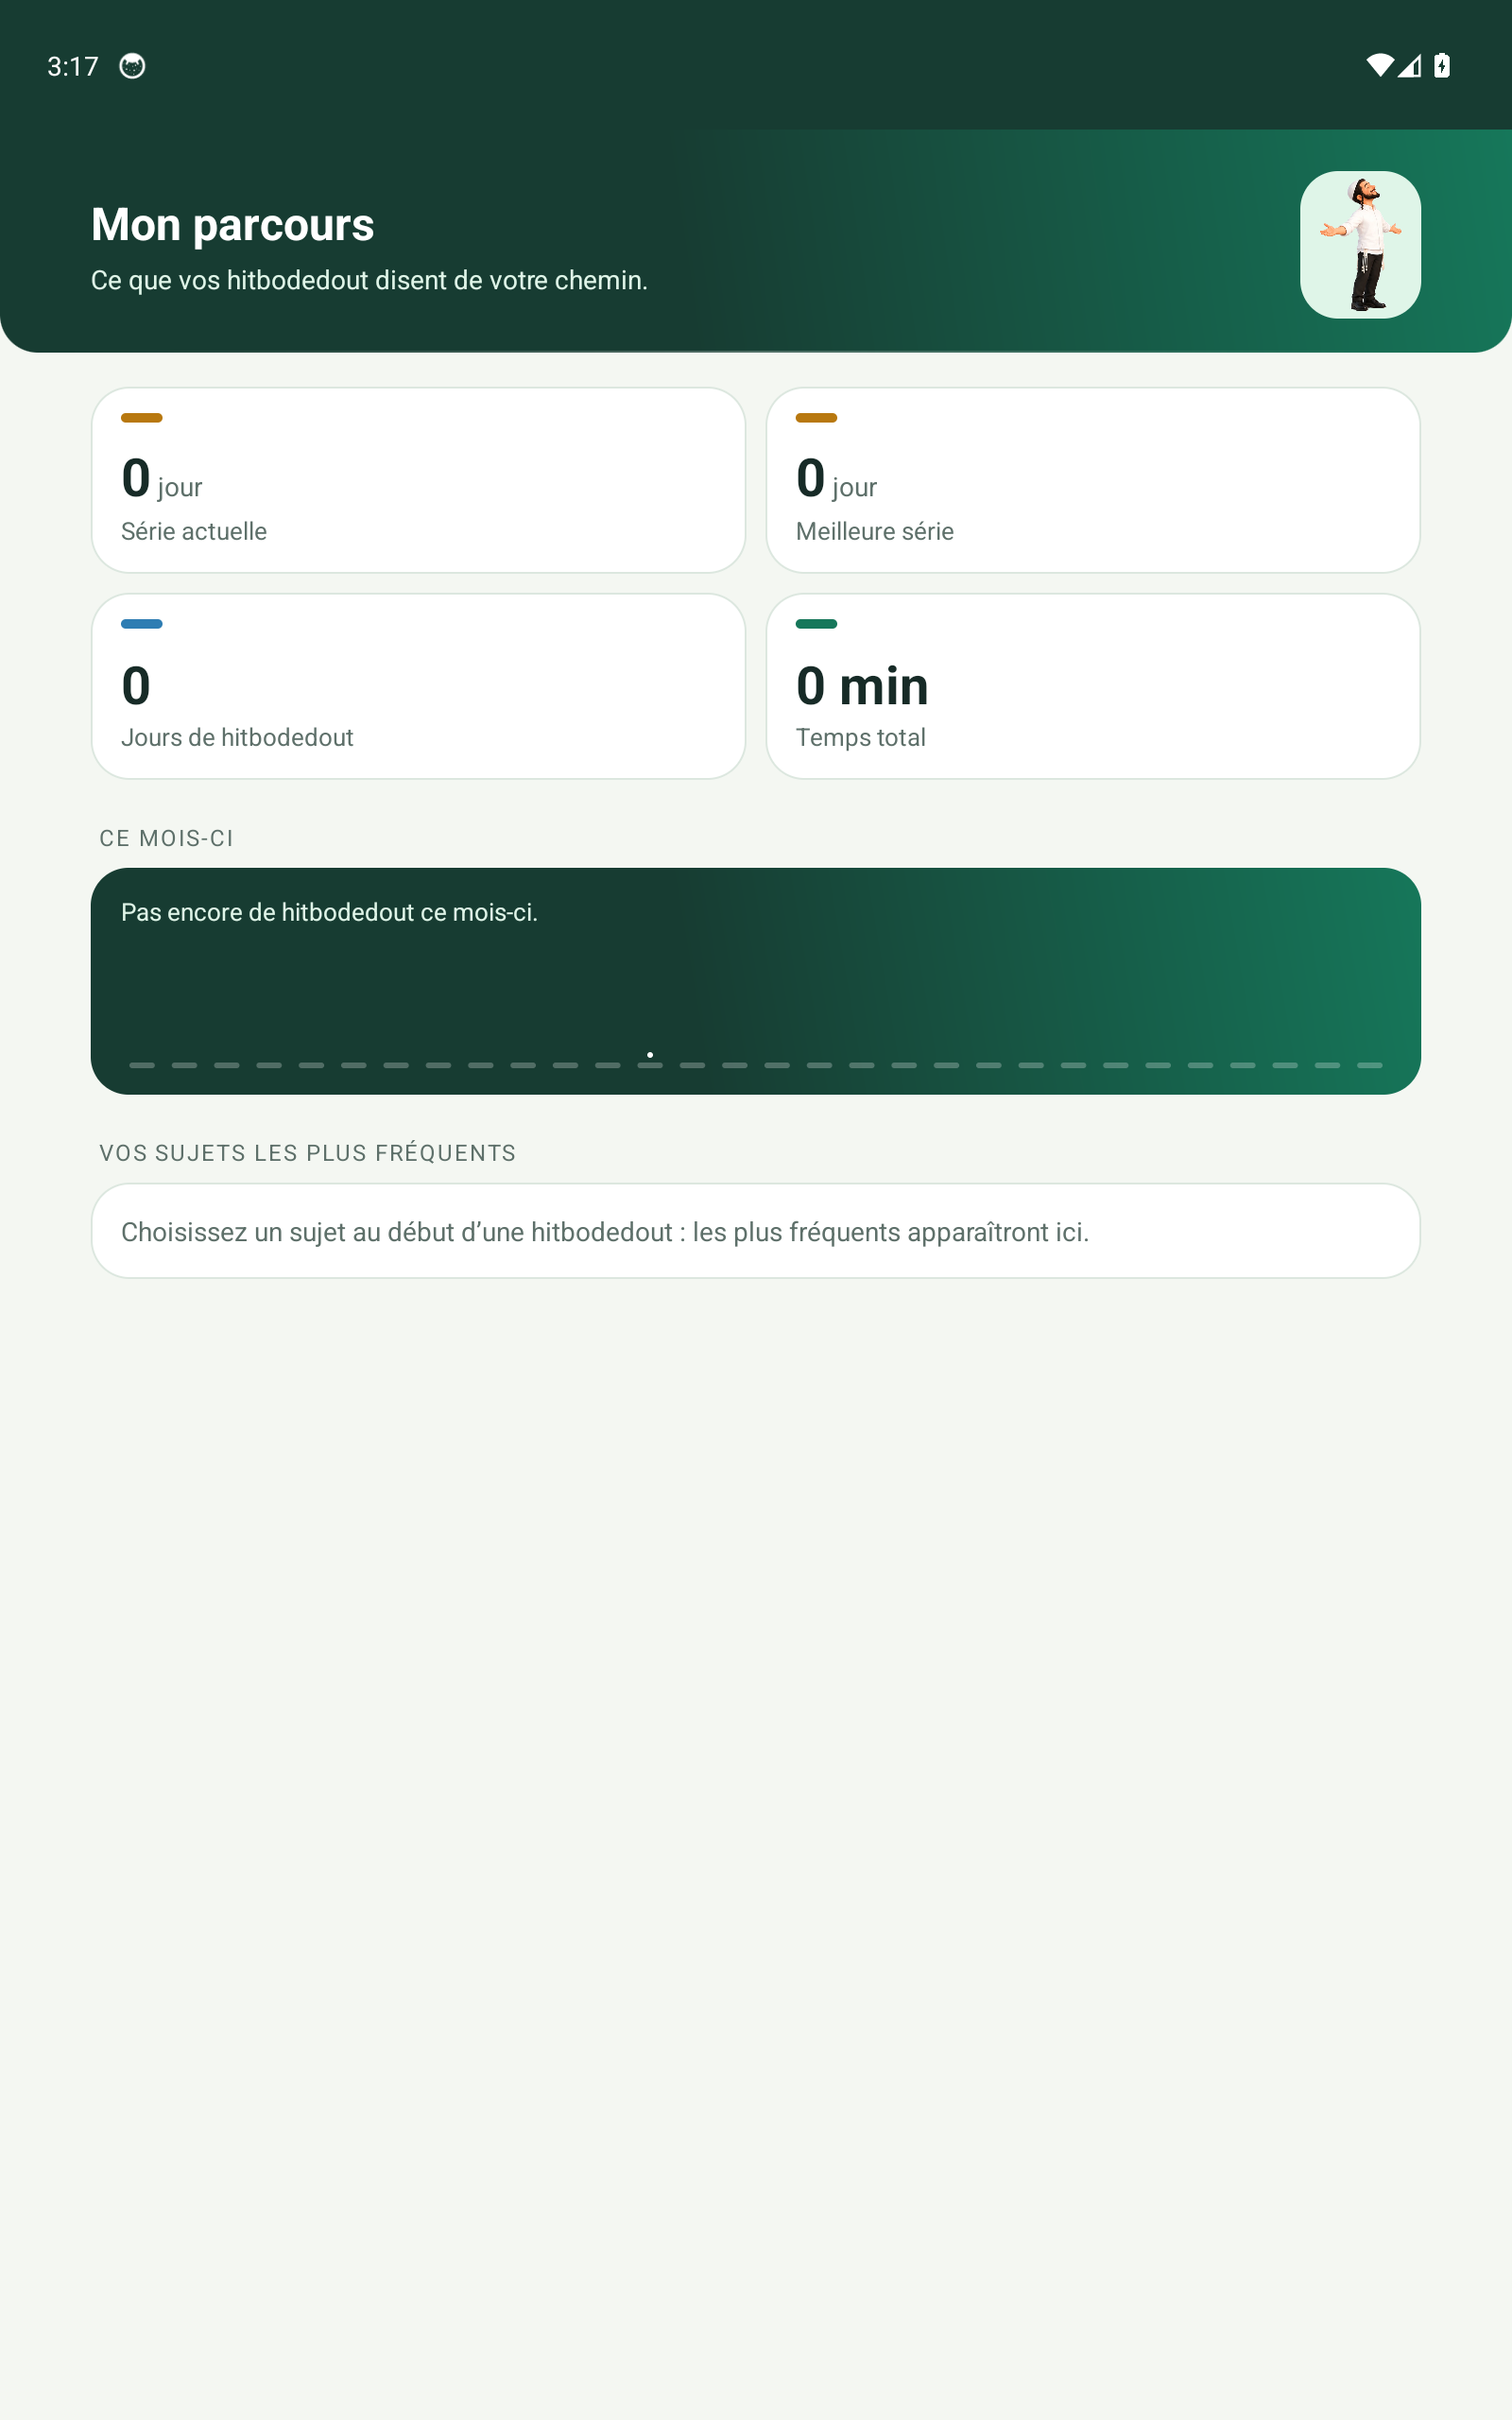 3:17
Mon parcours
Ce que vos hitbodedout disent de votre chemin.
0 jour
Série actuelle
0 jour
Meilleure série
0
Jours de hitbodedout
0 min
Temps total
CE MOIS-CI
Pas encore de hitbodedout ce mois-ci.
VOS SUJETS LES PLUS FRÉQUENTS
Choisissez un sujet au début d’une hitbodedout : les plus fréquents apparaîtront ici.